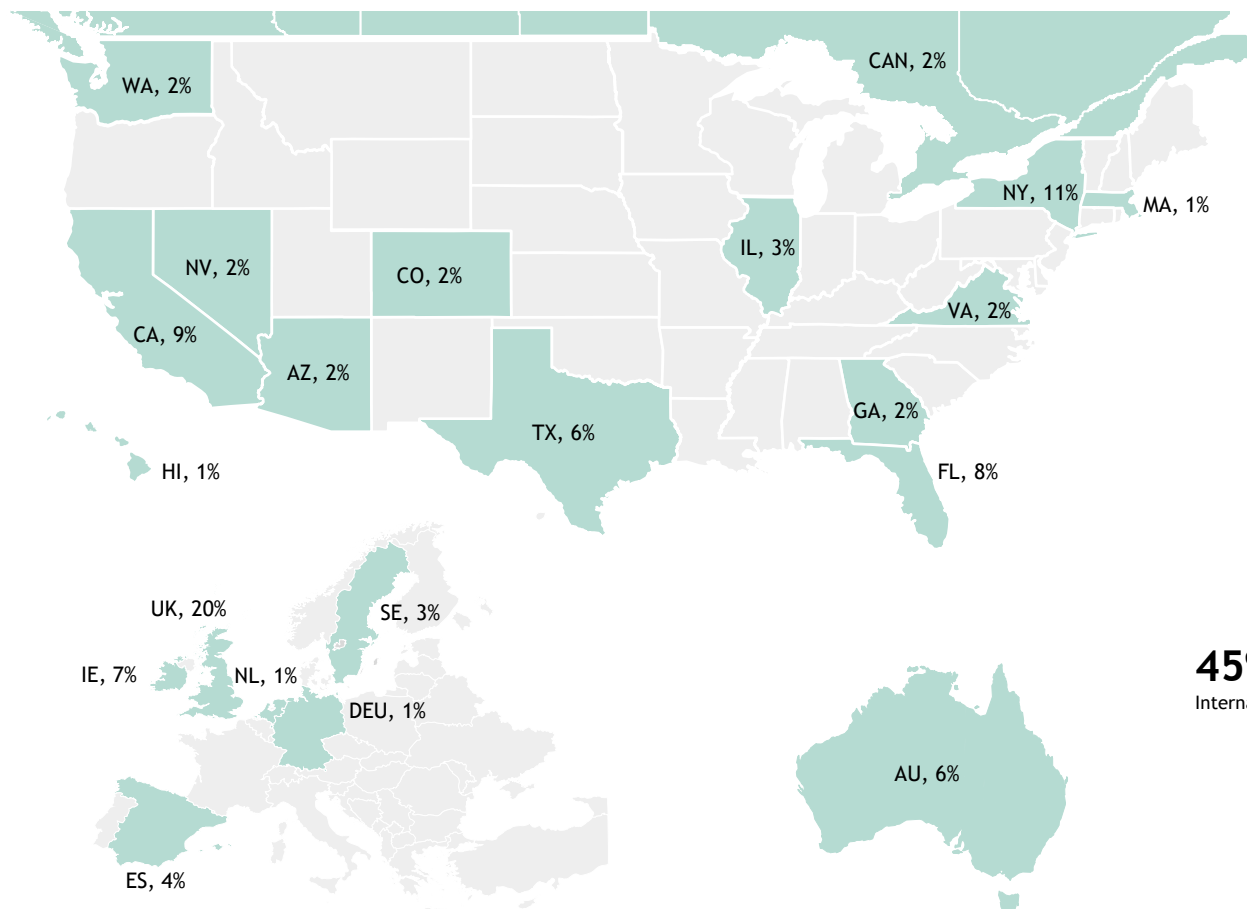 CAN, 2%
WA, 2%
NY, 11%
MA, 1%
IL, 3%
NV, 2%
CO, 2%
VA, 2%
CA, 9%
AZ, 2%
GA, 2%
TX, 6%
HI, 1%
FL, 8%
UK, 20%
SE, 3%
IE, 7%
NL, 1%
DEU, 1%
45
AU, 6%
ES, 4%